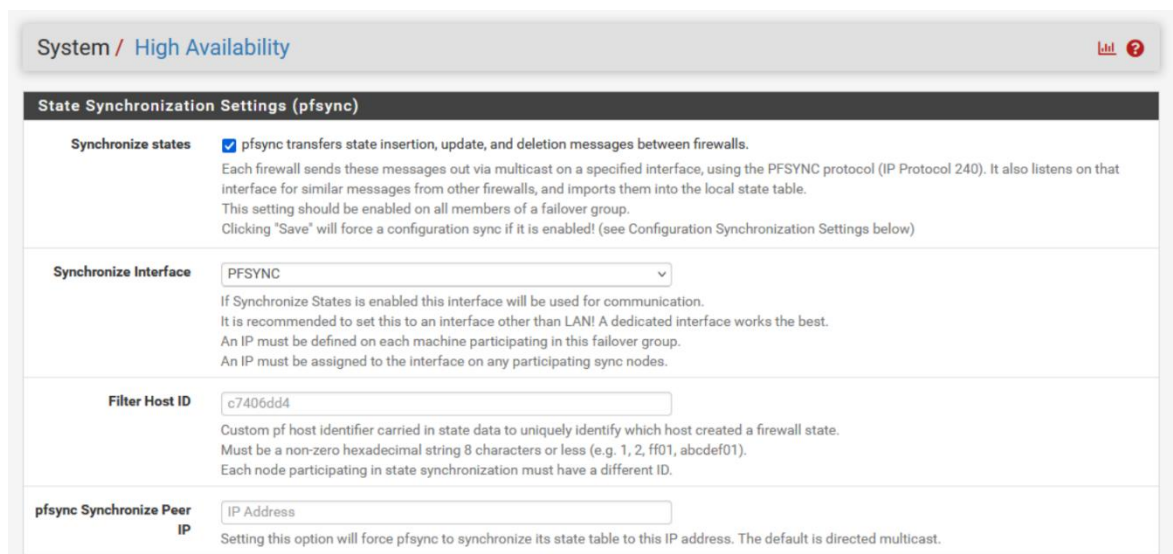 System / High Availability
State Synchronization Settings (pfsync)
Synchronize states
pfsync transfers state insertion, update, and deletion messages between firewalls.
Each firewall sends these messages out via multicast on a specified interface, using the PFSYNC protocol (IP Protocol 240). It also listens on that
interface for similar messages from other firewalls, and imports them into the local state table.
This setting should be enabled on all members of a failover group.
Clicking "Save" will force a configuration sync if it is enabled! (see Configuration Synchronization Settings below)
Synchronize Interface
PFSYNC
If Synchronize States is enabled this interface will be used for communication.
It is recommended to set this to an interface other than LAN! A dedicated interface works the best.
An IP must be defined on each machine participating in this failover group.
An IP must be assigned to the interface on any participating sync nodes.
Filter Host ID
c7406dd4
Custom pf host identifier carried in state data to uniquely identify which host created a firewall state.
Must be a non-zero hexadecimal string 8 characters or less (e.g. 1, 2, ff01, abcdef01).
Each node participating in state synchronization must have a different ID.
pfsync Synchronize Peer
IP
IP Address
Setting this option will force pfsync to synchronize its state table to this IP address. The default is directed multicast.